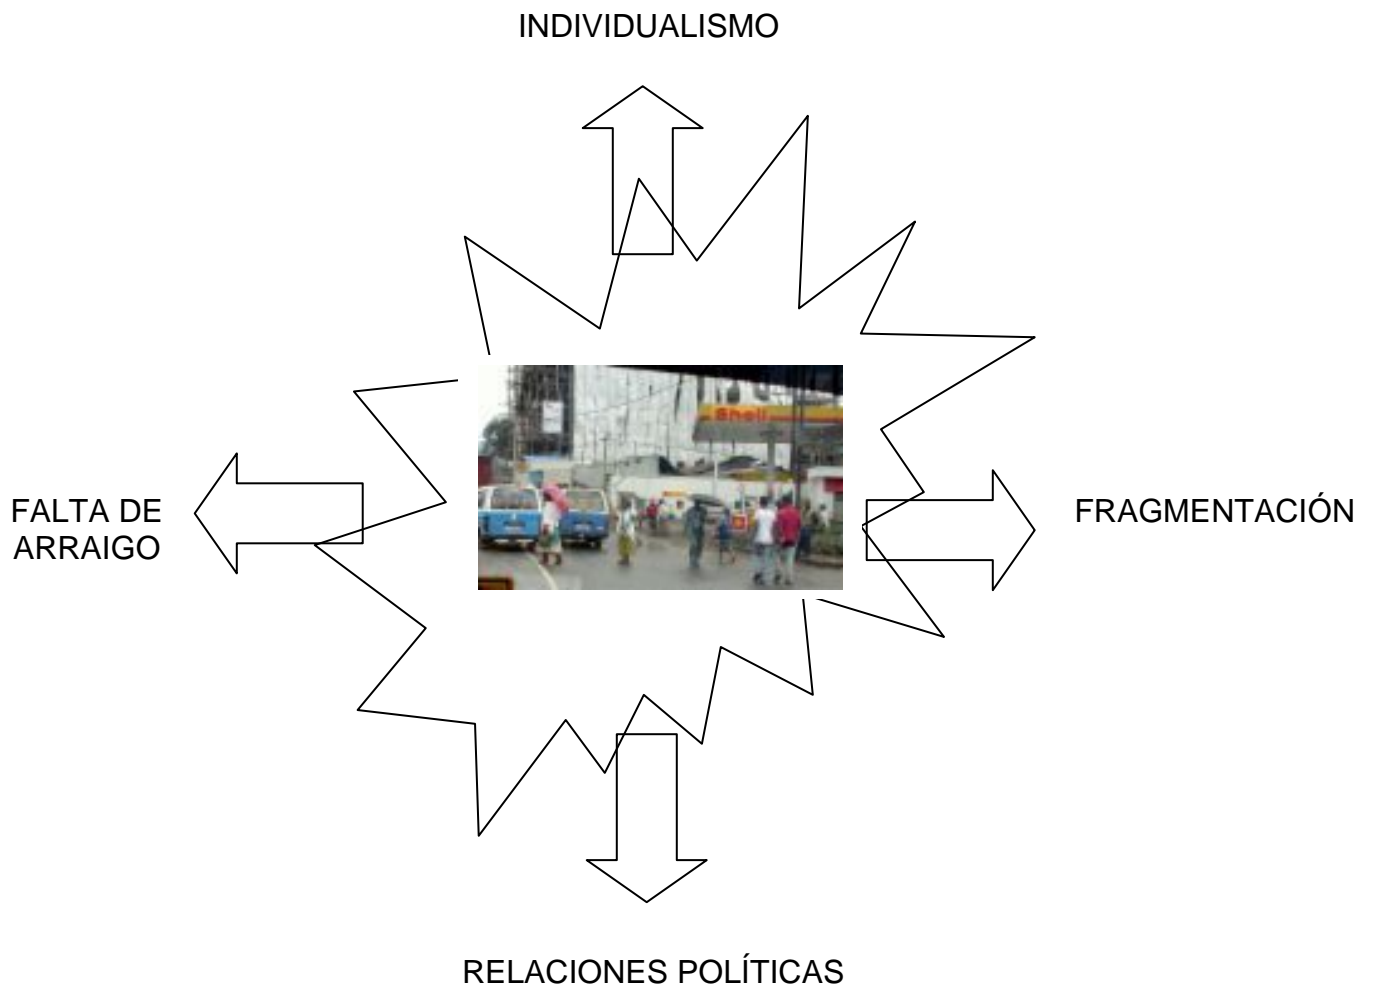 INDIVIDUALISMO
Shell
FALTA DE
ARRAIGO
FRAGMENTACIÓN
RELACIONES POLÍTICAS